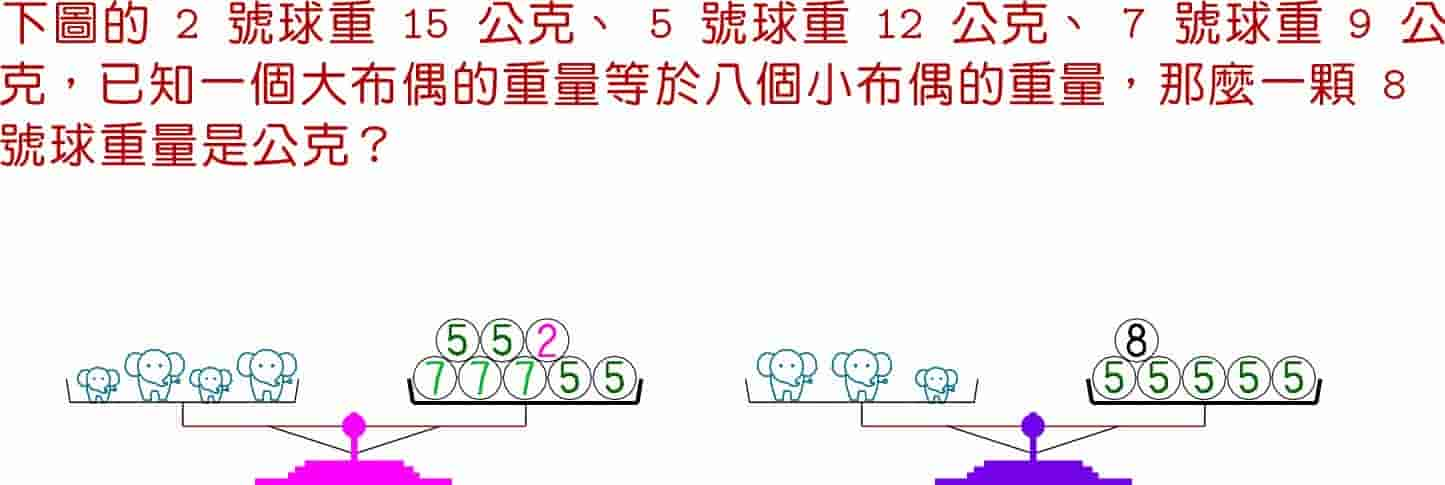 下圖的 2 號球重 15 公克、 5 號球重 12 公克、 7 號球重 9 公
克，已知一個大布偶的重量等於八個小布偶的重量，那麼一顆 8
號球重量是公克？
5 5 2 8
7 7 7 5 5 5 5 5 5 5